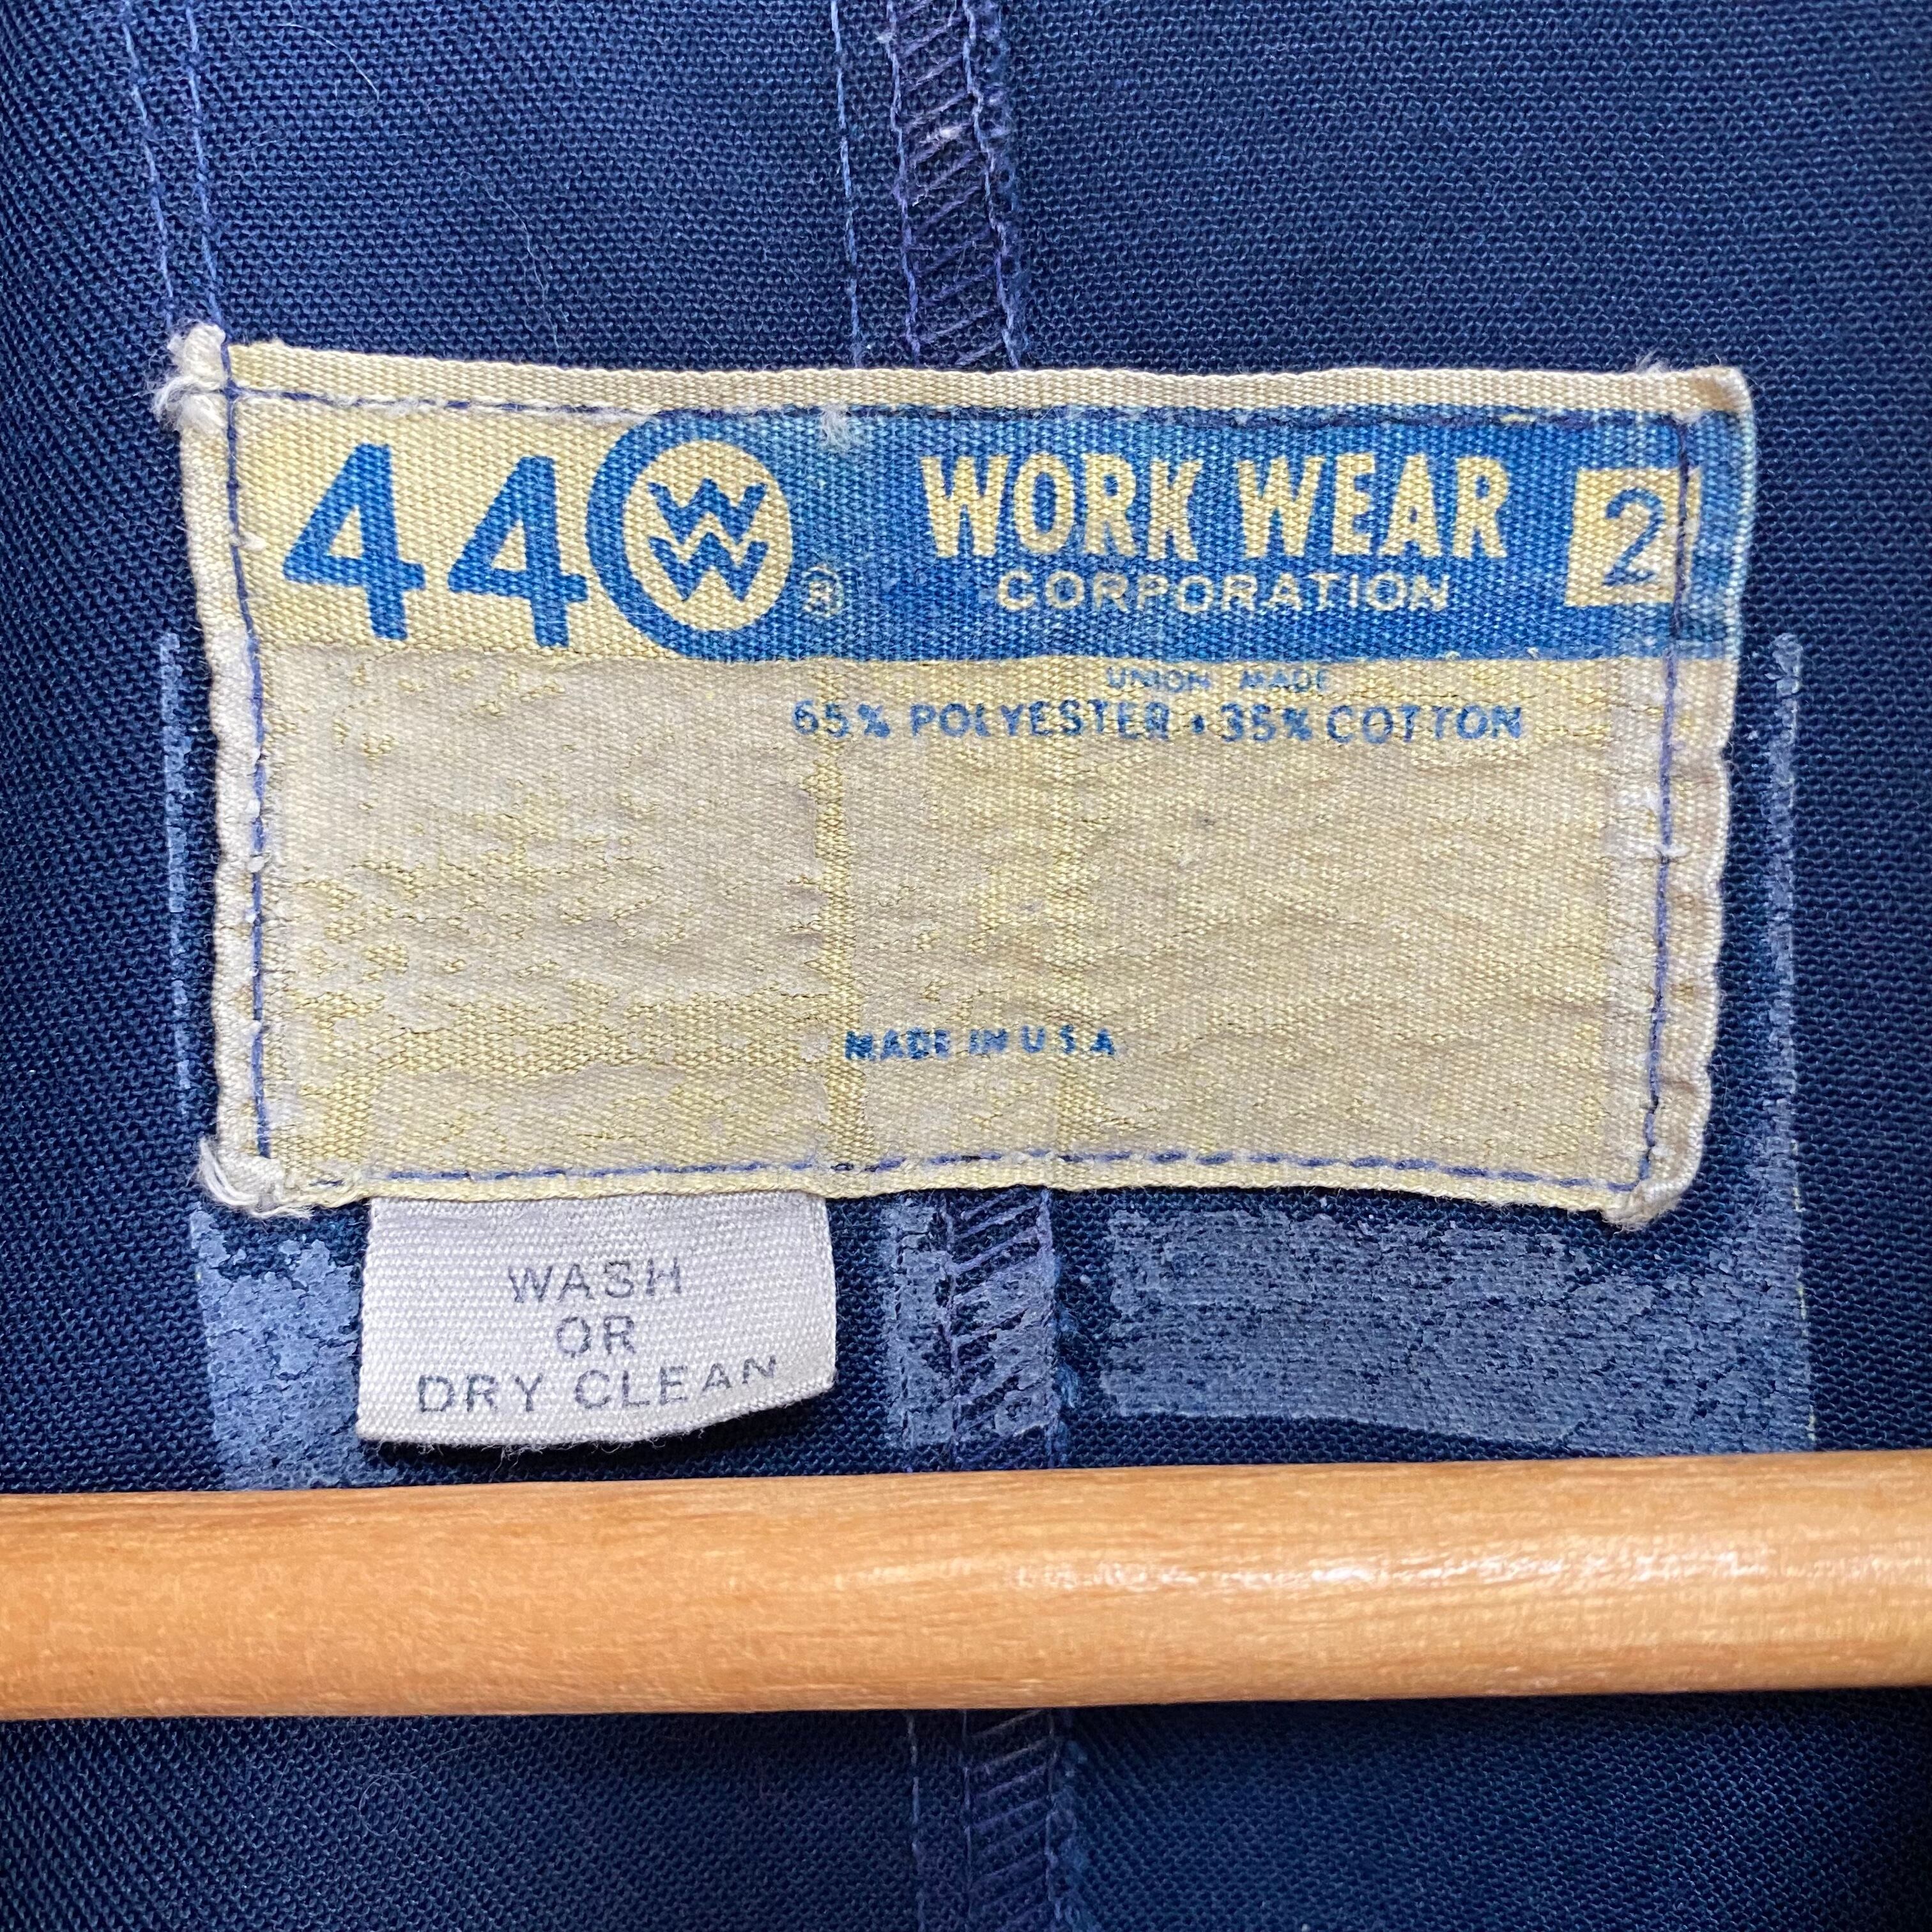 44 WW ® WORK WEAR 2
CORPORATION
UNION MADE
65% POLYESTER • 35% COTTON
MADE IN U.S.A.
WASH
OR
DRY CLEAN